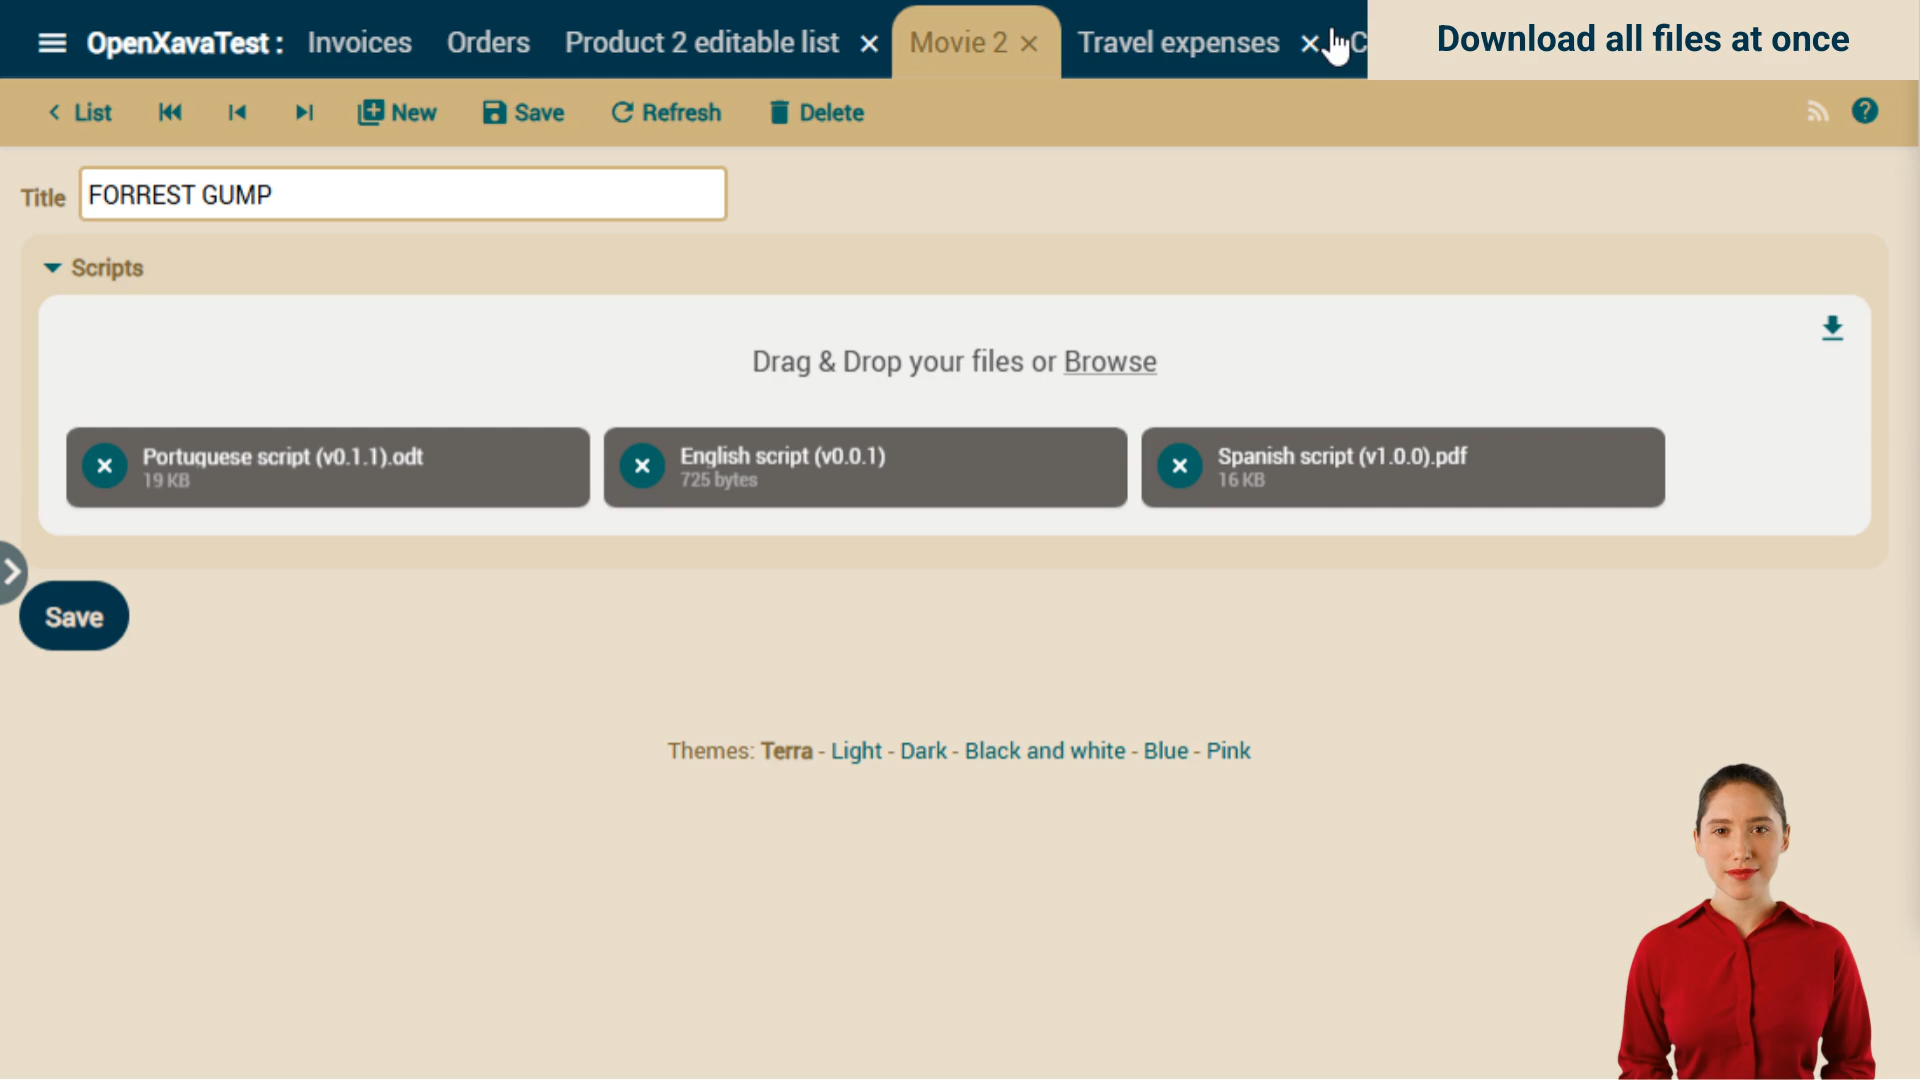 OpenXavaTest : Invoices Orders Product 2 editable list Movie 2 Travel expenses C
Download all files at once
List New Save Refresh Delete
Title FORREST GUMP
Scripts
Drag & Drop your files or Browse
Portuguese script (v0.1.1).odt
19 KB
English script (v0.0.1)
725 bytes
Spanish script (v1.0.0).pdf
16 KB
Save
Themes: Terra - Light - Dark - Black and white - Blue - Pink